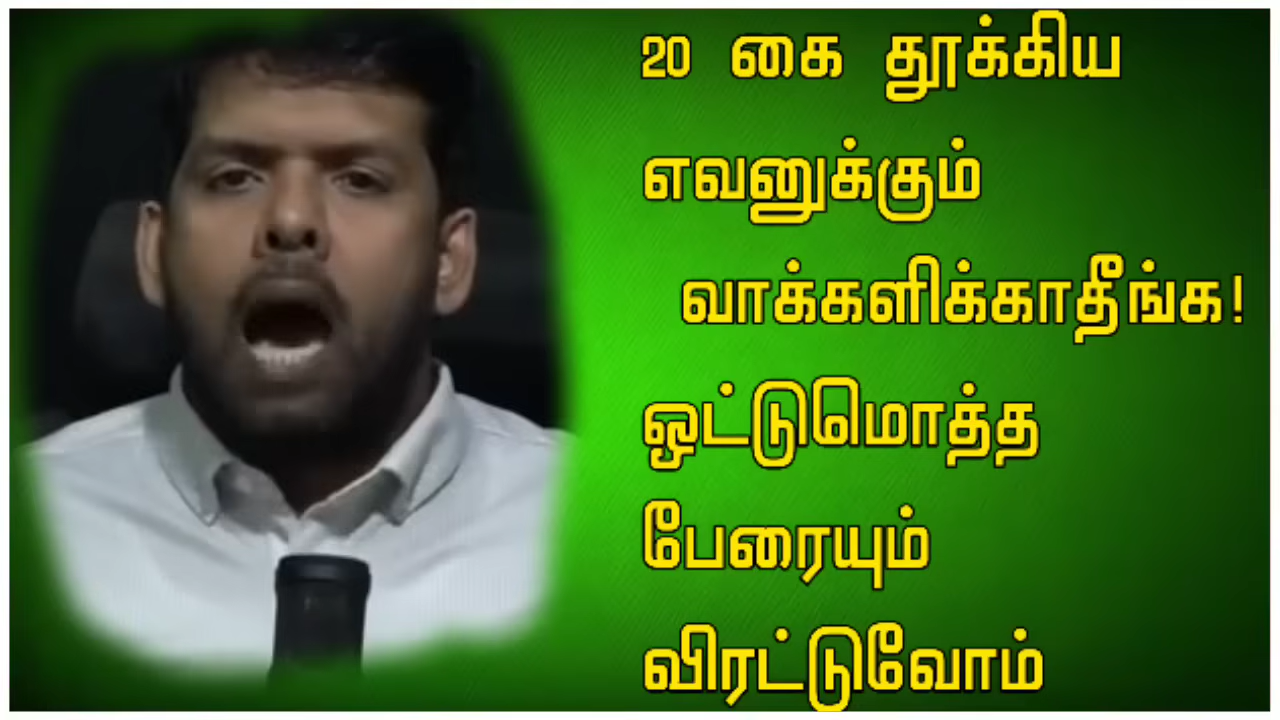 20 கை தூக்கிய
எவனுக்கும்
வாக்களிக்காதீங்க!
ஒட்டுமொத்த
பேரையும்
விரட்டுவோம்